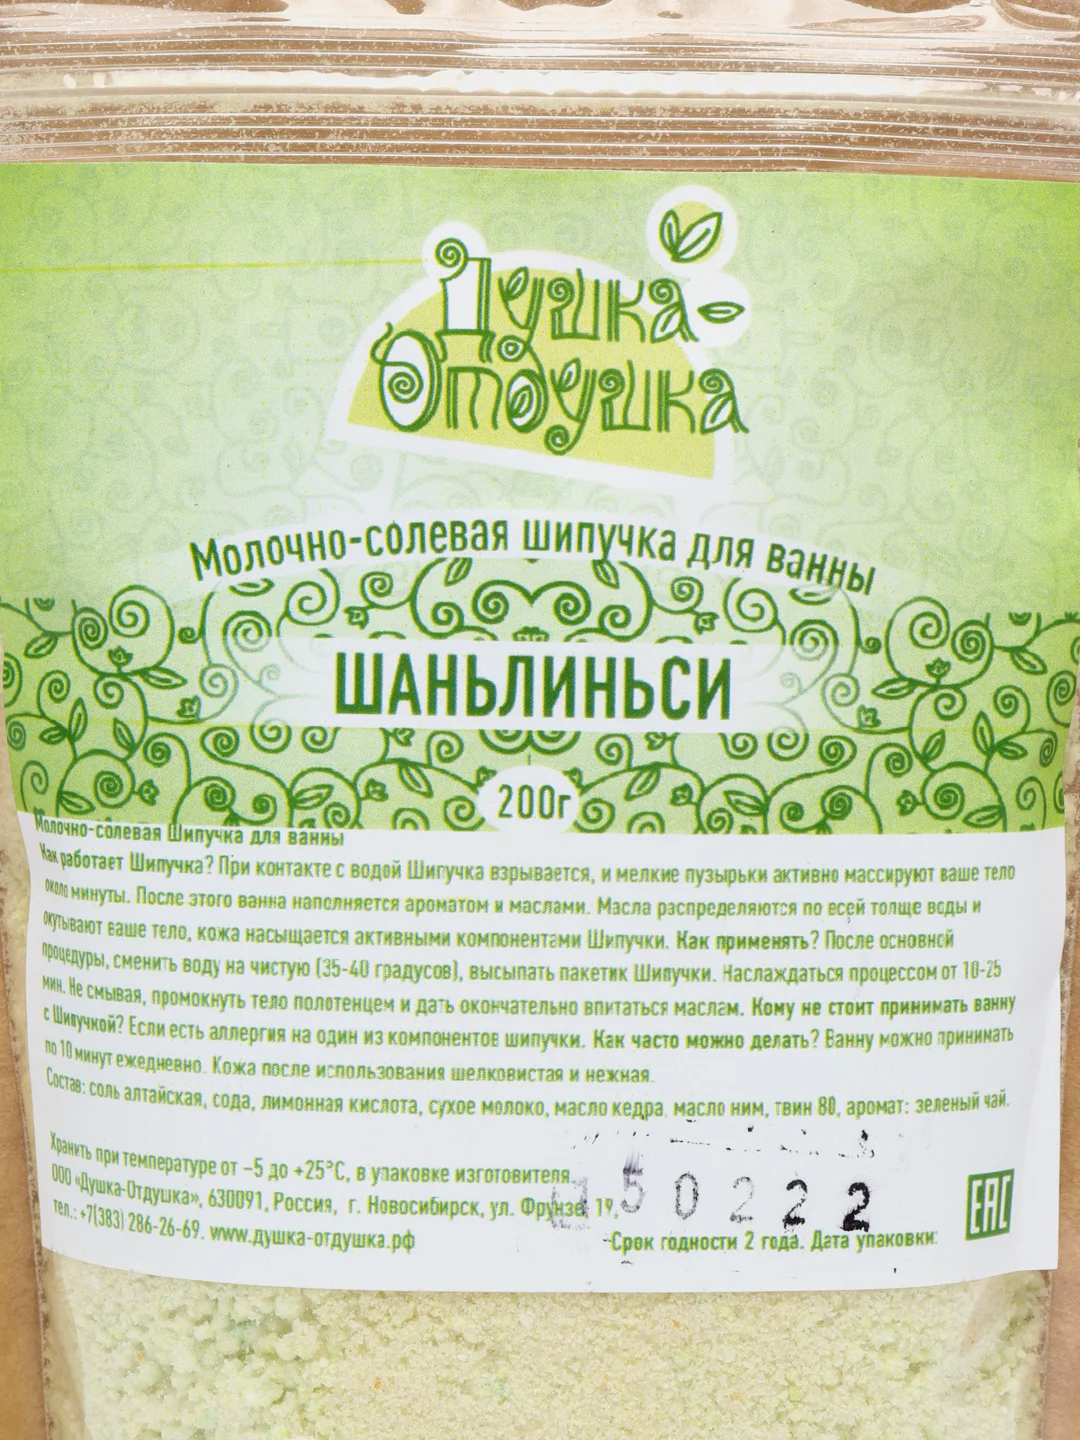 Душка-
Отдушка
Молочно-солевая шипучка для ванны
ШАНЬЛИНЬСИ
200г
Молочно-солевая Шипучка для ванны
Как работает Шипучка? При контакте с водой Шипучка взрывается, и мелкие пузырьки активно массируют ваше тело
около минуты. После этого ванна наполняется ароматом и маслами. Масла распределяются по всей толще воды и
окутывают ваше тело, кожа насыщается активными компонентами Шипучки. Как применять? После основной
процедуры, сменить воду на чистую (35-40 градусов), высыпать пакетик Шипучки. Наслаждаться процессом от 10-25
мин. Не смывая, промокнуть тело полотенцем и дать окончательно впитаться маслам. Кому не стоит принимать ванну
с Шипучкой? Если есть аллергия на один из компонентов шипучки. Как часто можно делать? Ванну можно принимать
по 10 минут ежедневно. Кожа после использования шелковистая и нежная.
Состав: соль алтайская, сода, лимонная кислота, сухое молоко, масло кедра, масло ним, твин 80, аромат: зеленый чай.
Хранить при температуре от –5 до +25°С, в упаковке изготовителя.
ООО «Душка-Отдушка», 630091, Россия, г. Новосибирск, ул. Фрунзе, 19,
150222
тел.: +7(383) 286-26-69. www.душка-отдушка.рф
Срок годности 2 года. Дата упаковки:
EAC